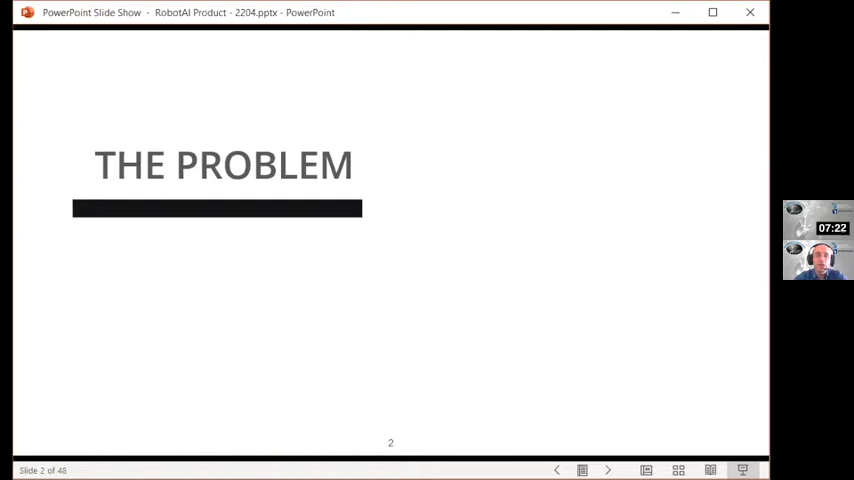 PowerPoint Slide Show - RobotAI Product - 2204.pptx - PowerPoint
THE PROBLEM
07:22
2
Slide 2 of 48